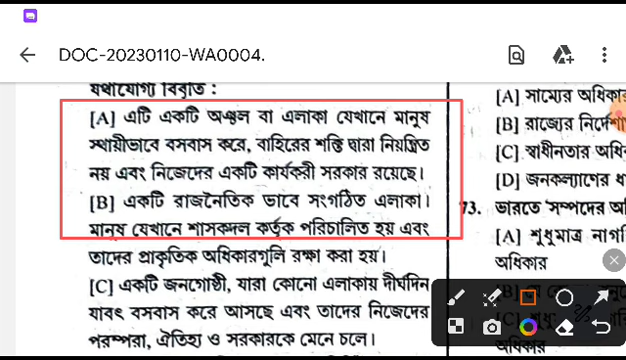 DOC-20230110-WA0004.
যথাযোগ্য বিবৃতি :
[A] এটি একটি অঞ্চল বা এলাকা যেখানে মানুষ
স্থায়ীভাবে বসবাস করে, বাহিরের শক্তি দ্বারা নিয়ন্ত্রিত
নয় এবং নিজেদের একটি কার্যকরী সরকার রয়েছে।
[B] একটি রাজনৈতিক ভাবে সংগঠিত এলাকা।
মানুষ যেখানে শাসকদল কর্তৃক পরিচালিত হয় এবং
তাদের প্রাকৃতিক অধিকারগুলি রক্ষা করা হয়।
[C] একটি জনগোষ্ঠী, যারা কোনো এলাকায় দীর্ঘদিন
যাবৎ বসবাস করে আসছে এবং তাদের নিজেদের
পরম্পরা, ঐতিহ্য ও সরকারকে মেনে চলে।
[A] সাম্যের অধিকার
[B] রাজ্যের
[C] স্বাধীনতার
[D] জনকল্যাণের
73. ভারতে সম্পদের
[A] শুধুমাত্র
অধিকার
[B]
[C]
অধিকার